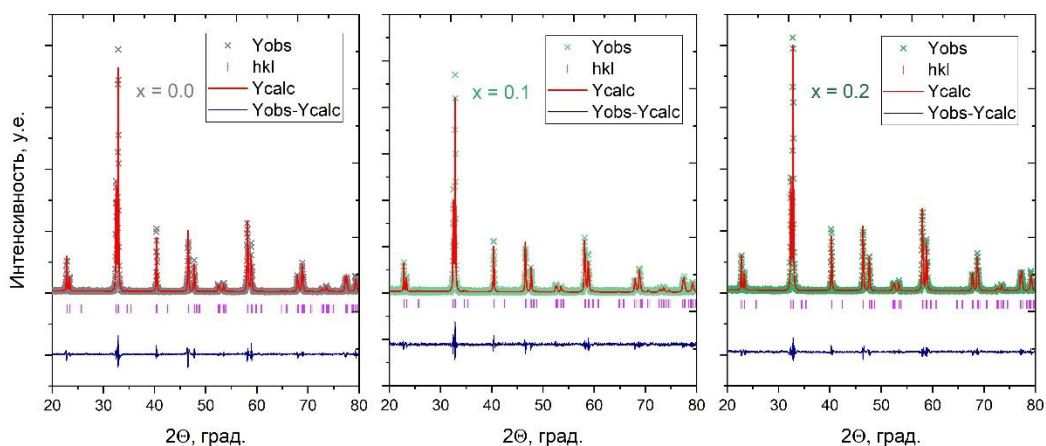 Интенсивность, у.е.
x = 0.0
Yobs
hkl
Ycalc
Yobs-Ycalc
20 30 40 50 60 70 80
2Θ, град.
x = 0.1
Yobs
hkl
Ycalc
Yobs-Ycalc
20 30 40 50 60 70 80
2Θ, град.
x = 0.2
Yobs
hkl
Ycalc
Yobs-Ycalc
20 30 40 50 60 70 80
2Θ, град.